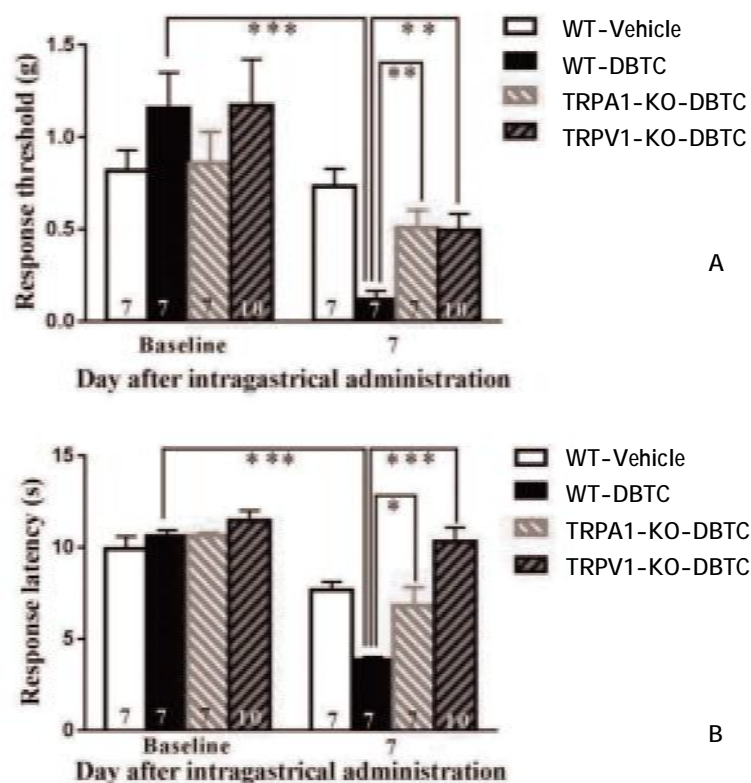 * * *
* *
* *
WT-Vehicle
WT-DBTC
TRPA1-KO-DBTC
TRPV1-KO-DBTC
Response threshold (g)
1.5
1.0
0.5
0.0
7 7 7 10 7 7 7 10
Baseline 7
Day after intragastrical administration
A
* * *
* * *
*
WT-Vehicle
WT-DBTC
TRPA1-KO-DBTC
TRPV1-KO-DBTC
Response latency (s)
15
10
5
0
7 7 7 10 7 7 7 10
Baseline 7
Day after intragastrical administration
B